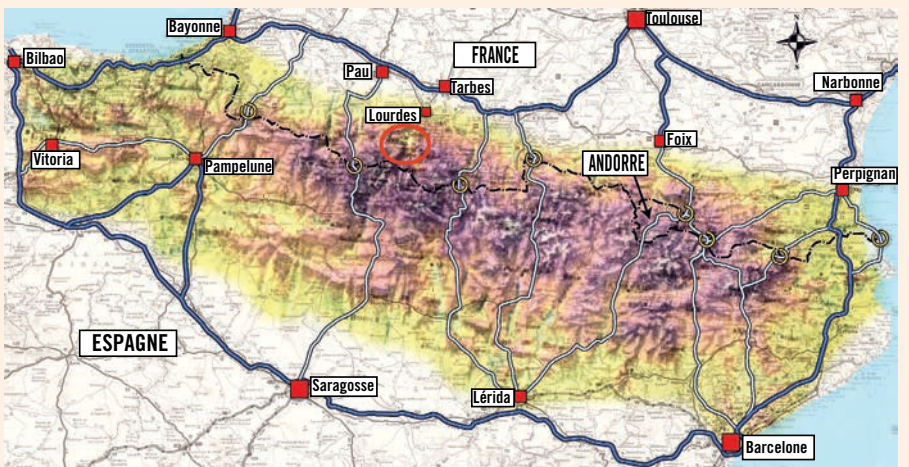 Toulouse
Bayonne
FRANCE
Bilbao
Pau
Tarbes
Narbonne
Lourdes
Foix
Vitoria
Pampelune
ANDORRE
Perpignan
ESPAGNE
Saragosse
Lérida
Barcelone
N